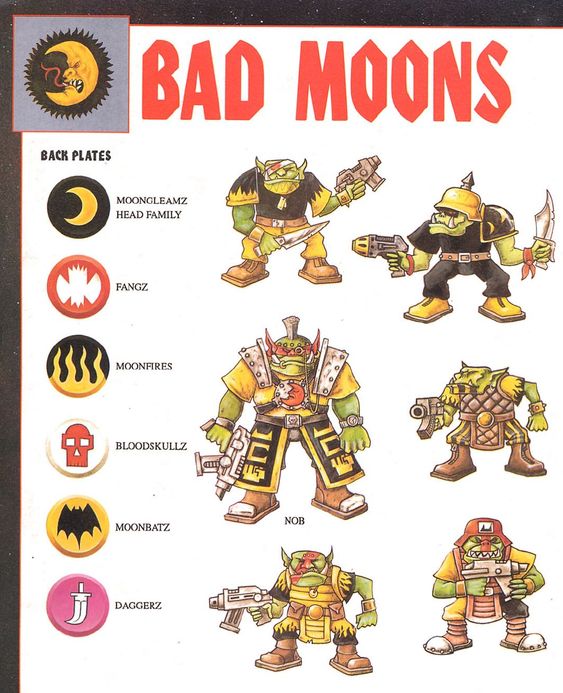 BAD MOONS
BACK PLATES
MOONGLEAMZ
HEAD FAMILY
FANGZ
MOONFIRES
BLOODSKULLZ
MOONBATZ
DAGGERZ
NOB